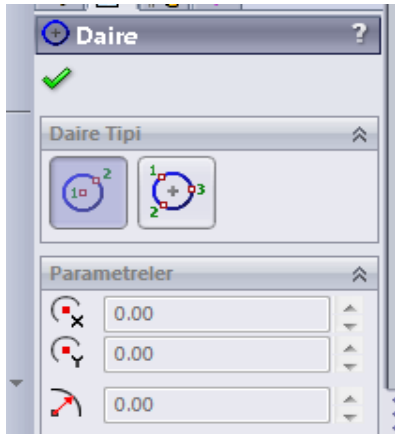 Daire ?
Daire Tipi
1 2
1 2 3
Parametreler
X 0.00
Y 0.00
0.00